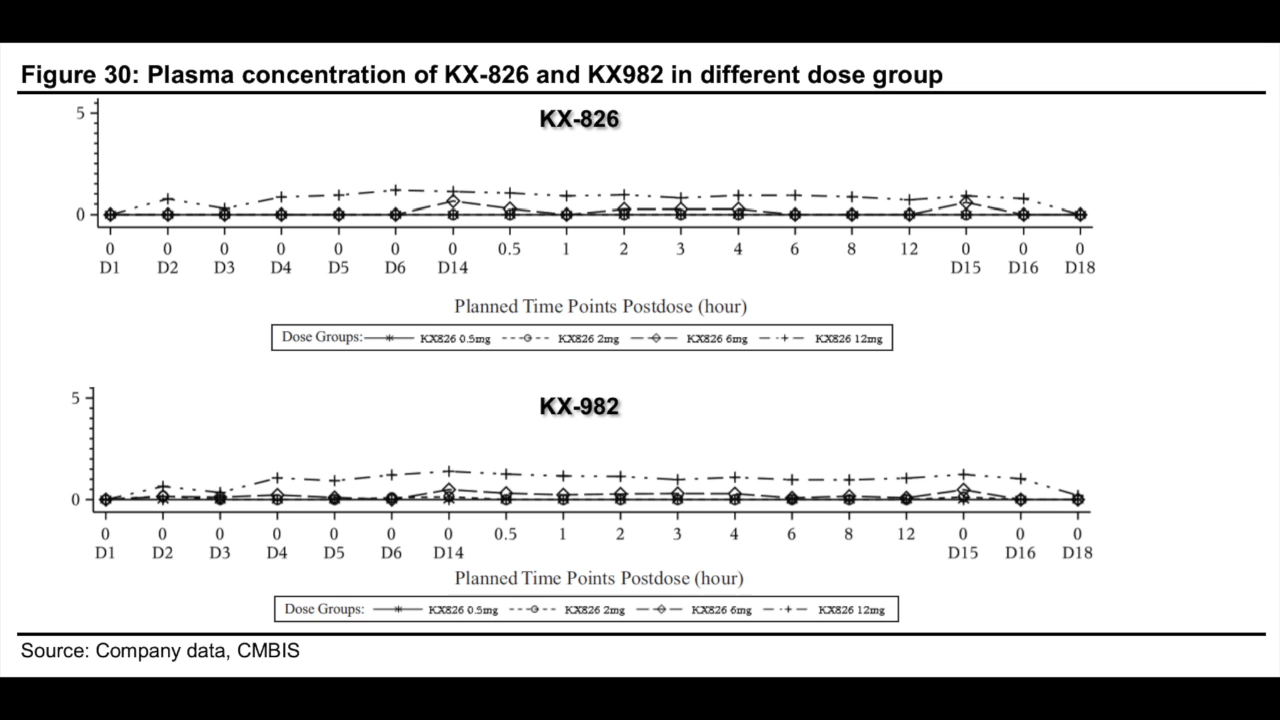 Figure 30: Plasma concentration of KX-826 and KX982 in different dose group
KX-826
5
0
0 0 0 0 0 0 0 0.5 1 2 3 4 6 8 12 0 0 0
D1 D2 D3 D4 D5 D6 D14 D15 D16 D18
Planned Time Points Postdose (hour)
Dose Groups: KX826 0.5mg KX826 2mg KX826 6mg KX826 12mg
KX-982
5
0
0 0 0 0 0 0 0 0.5 1 2 3 4 6 8 12 0 0 0
D1 D2 D3 D4 D5 D6 D14 D15 D16 D18
Planned Time Points Postdose (hour)
Dose Groups: KX826 0.5mg KX826 2mg KX826 6mg KX826 12mg
Source: Company data, CMBIS